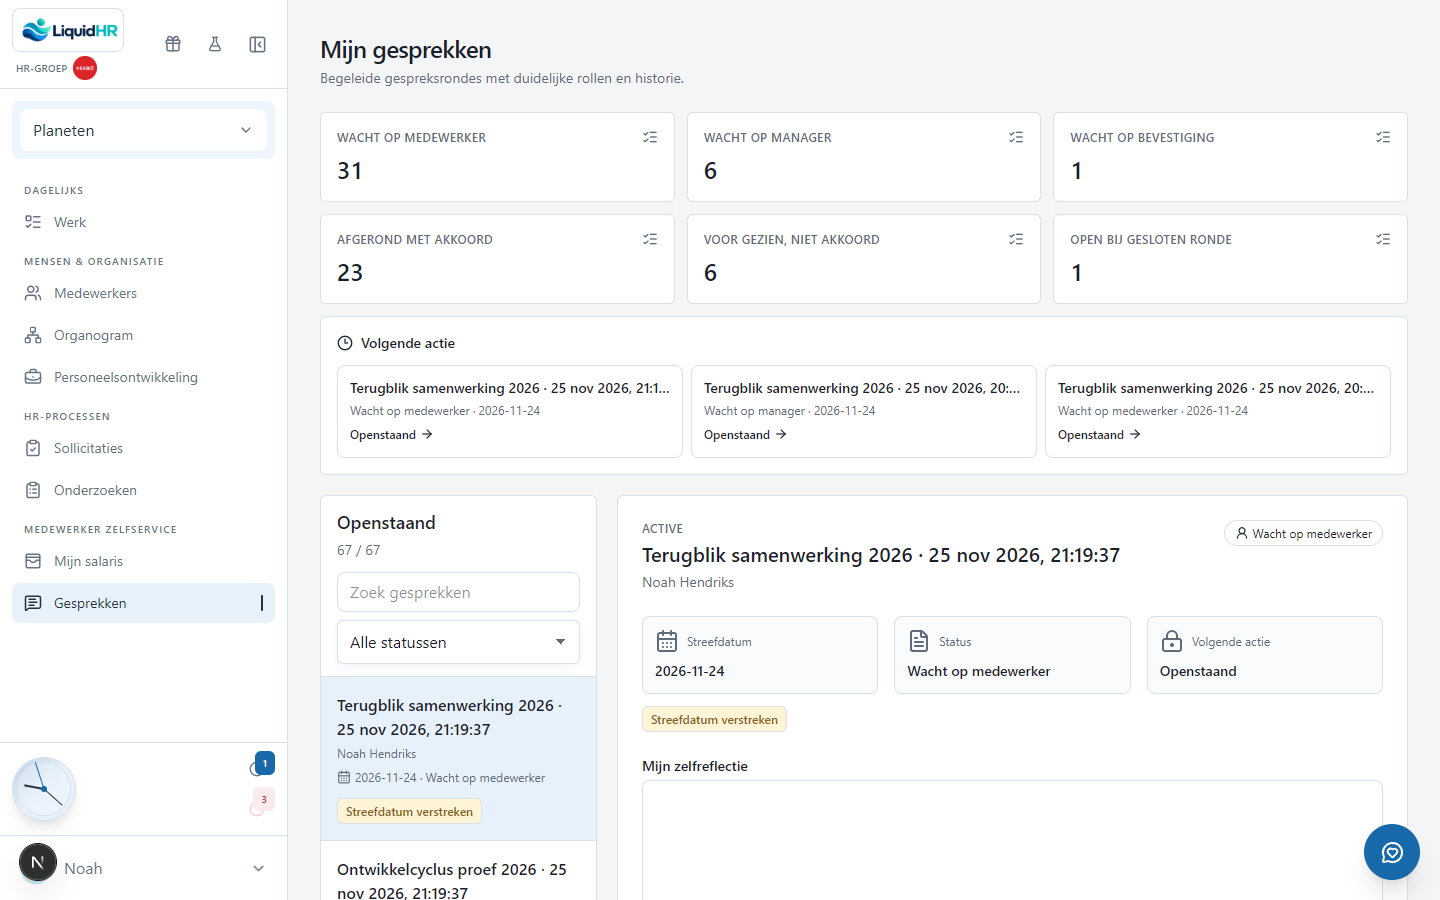 LiquidHR
HR-GROEP
Planeten
DAGELIJKS
Werk
MENSEN & ORGANISATIE
Medewerkers
Organogram
Personeelsontwikkeling
HR-PROCESSEN
Sollicitaties
Onderzoeken
MEDEWERKER ZELFSERVICE
Mijn salaris
Gesprekken
1
3
N
Noah
Mijn gesprekken
Begeleide gespreksrondes met duidelijke rollen en historie.
WACHT OP MEDEWERKER
31
WACHT OP MANAGER
6
WACHT OP BEVESTIGING
1
AFGEROND MET AKKOORD
23
VOOR GEZIEN, NIET AKKOORD
6
OPEN BIJ GESLOTEN RONDE
1
Volgende actie
Terugblik samenwerking 2026 · 25 nov 2026, 21:1...
Wacht op medewerker · 2026-11-24
Openstaand
Terugblik samenwerking 2026 · 25 nov 2026, 20:...
Wacht op manager · 2026-11-24
Openstaand
Terugblik samenwerking 2026 · 25 nov 2026, 20:...
Wacht op medewerker · 2026-11-24
Openstaand
Openstaand
67 / 67
Zoek gesprekken
Alle statussen
Terugblik samenwerking 2026 ·
25 nov 2026, 21:19:37
Noah Hendriks
2026-11-24 · Wacht op medewerker
Streefdatum verstreken
Ontwikkelcyclus proef 2026 · 25
nov 2026, 21:19:37
ACTIVE
Terugblik samenwerking 2026 · 25 nov 2026, 21:19:37
Noah Hendriks
Wacht op medewerker
Streefdatum
2026-11-24
Status
Wacht op medewerker
Volgende actie
Openstaand
Streefdatum verstreken
Mijn zelfreflectie